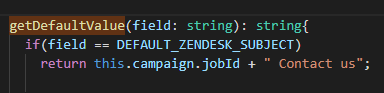 getDefaultValue(field: string): string{
if(field == DEFAULT_ZENDESK_SUBJECT)
return this.campaign.jobId + " Contact us";